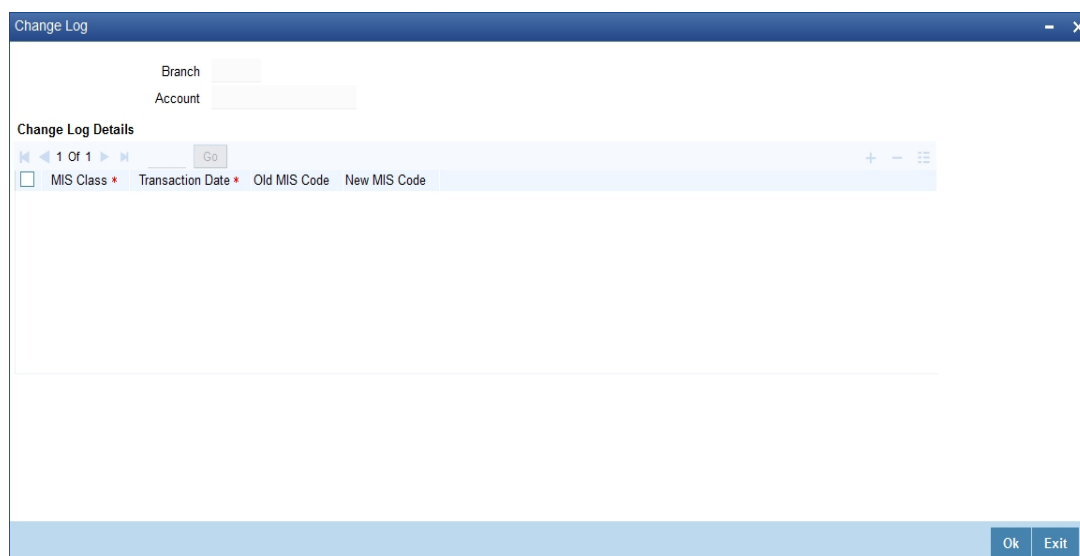 Change Log
Branch
Account
Change Log Details
1 Of 1 Go
MIS Class * Transaction Date * Old MIS Code New MIS Code
Ok Exit